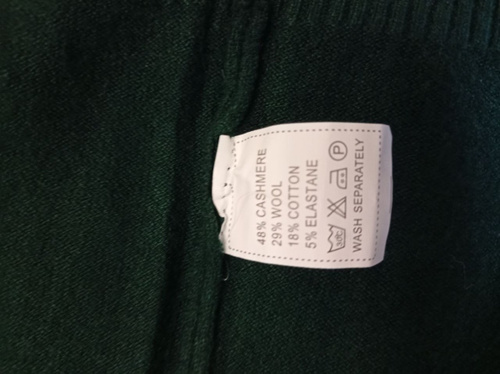 48% CASHMERE
29% WOOL
18% COTTON
5% ELASTANE
P
WASH SEPARATELY